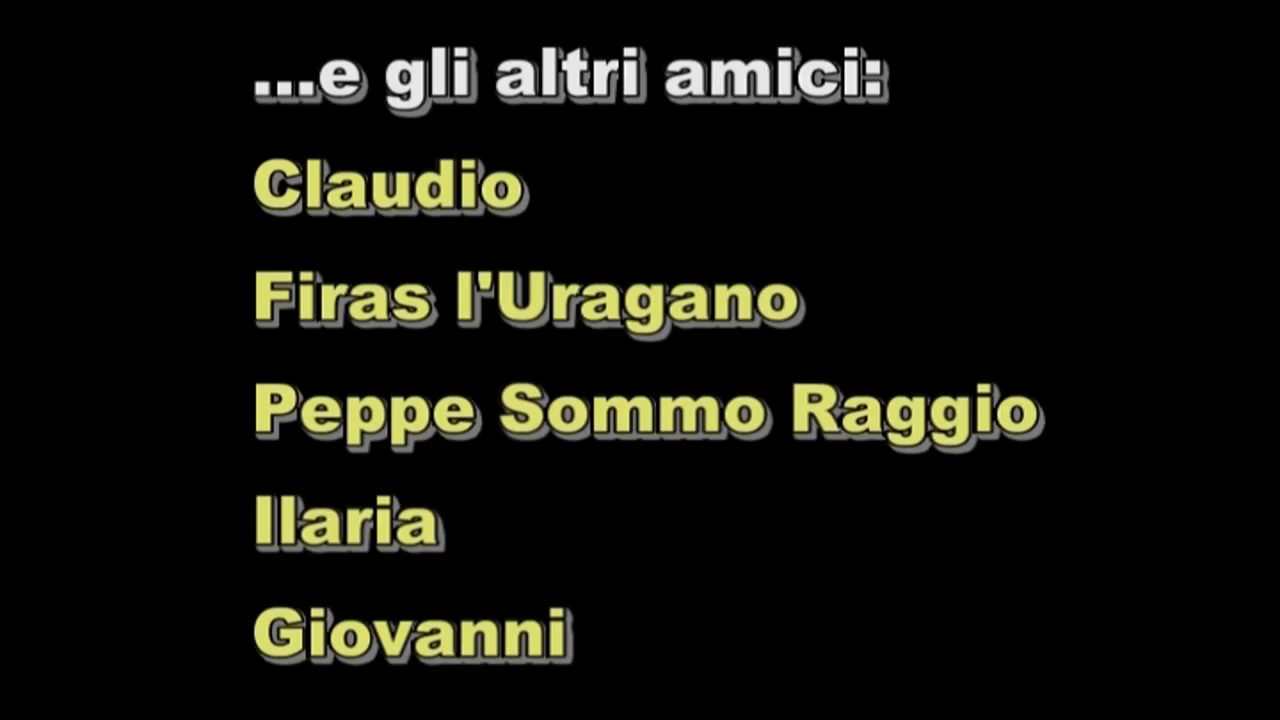 ...e gli altri amici:
Claudio
Firas l'Uragano
Peppe Sommo Raggio
Ilaria
Giovanni